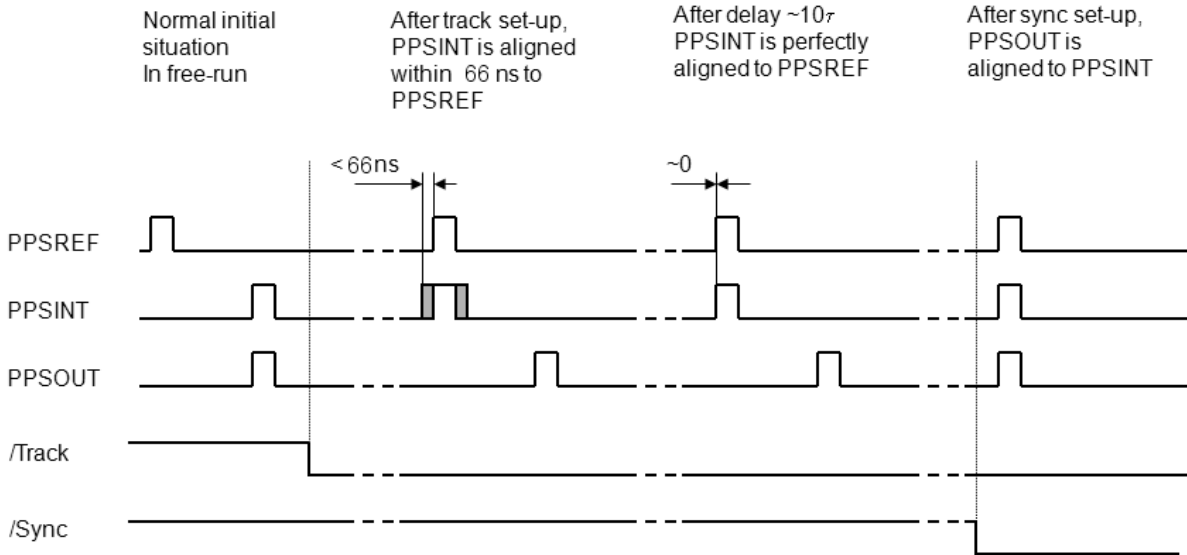 Normal initial
situation
In free-run
After track set-up,
PPSINT is aligned
within 66 ns to
PPSREF
After delay ~10τ
PPSINT is perfectly
aligned to PPSREF
After sync set-up,
PPSOUT is
aligned to PPSINT
< 66ns
~0
PPSREF
PPSINT
PPSOUT
/Track
/Sync